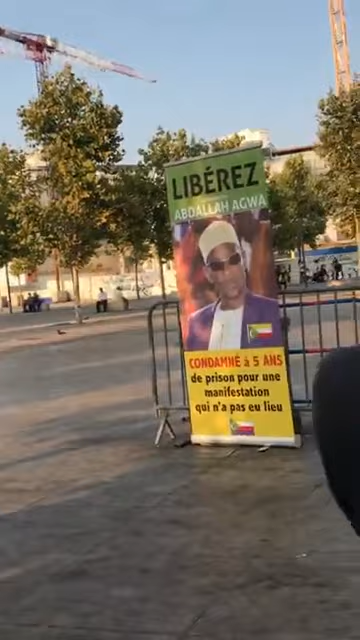 LIBÉREZ
ABDALLAH AGWA
CONDAMNÉ à 5 ANS
de prison pour une
manifestation
qui n'a pas eu lieu